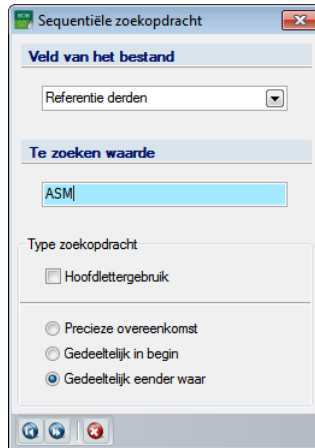 Sequentiële zoekopdracht
Veld van het bestand
Referentie derden
Te zoeken waarde
ASM
Type zoekopdracht
Hoofdlettergebruik
Precieze overeenkomst
Gedeeltelijk in begin
Gedeeltelijk eender waar